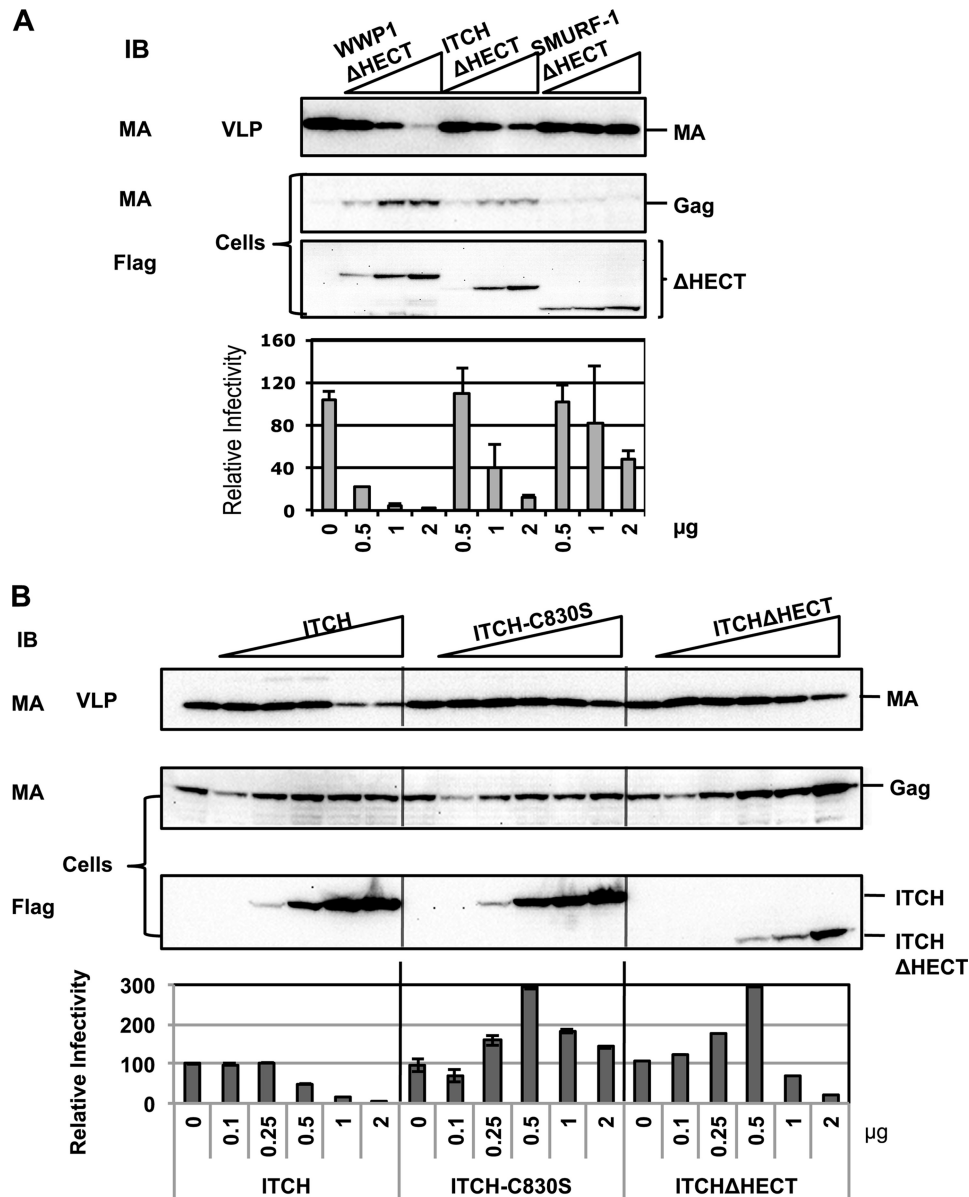 A
IB
WWP1
ΔHECT
ITCH
ΔHECT
SMURF-1
ΔHECT
MA
VLP
MA
MA
Gag
Cells
Flag
ΔHECT
Relative Infectivity
160
120
80
40
0
0 0.5 1 2 0.5 1 2 0.5 1 2 µg
B
IB
ITCH
ITCH-C830S
ITCHΔHECT
MA
VLP
MA
MA
Gag
Cells
Flag
ITCH
ITCH
ΔHECT
Relative Infectivity
300
200
100
0
0 0.1 0.25 0.5 1 2 0 0.1 0.25 0.5 1 2 0 0.1 0.25 0.5 1 2 µg
ITCH ITCH-C830S ITCHΔHECT